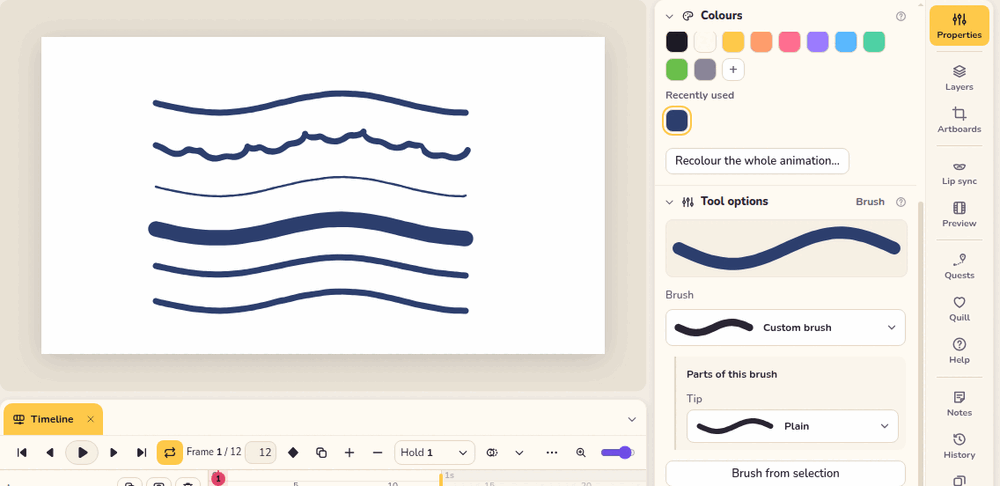 Colours
Recently used
Recolour the whole animation...
Tool options
Brush
Brush
Custom brush
Parts of this brush
Tip
Plain
Brush from selection
Properties
Layers
Artboards
Lip sync
Preview
Quests
Quill
Help
Notes
History
Timeline
Frame 1 / 12
12
Hold 1
1
1s
5
10
15
20